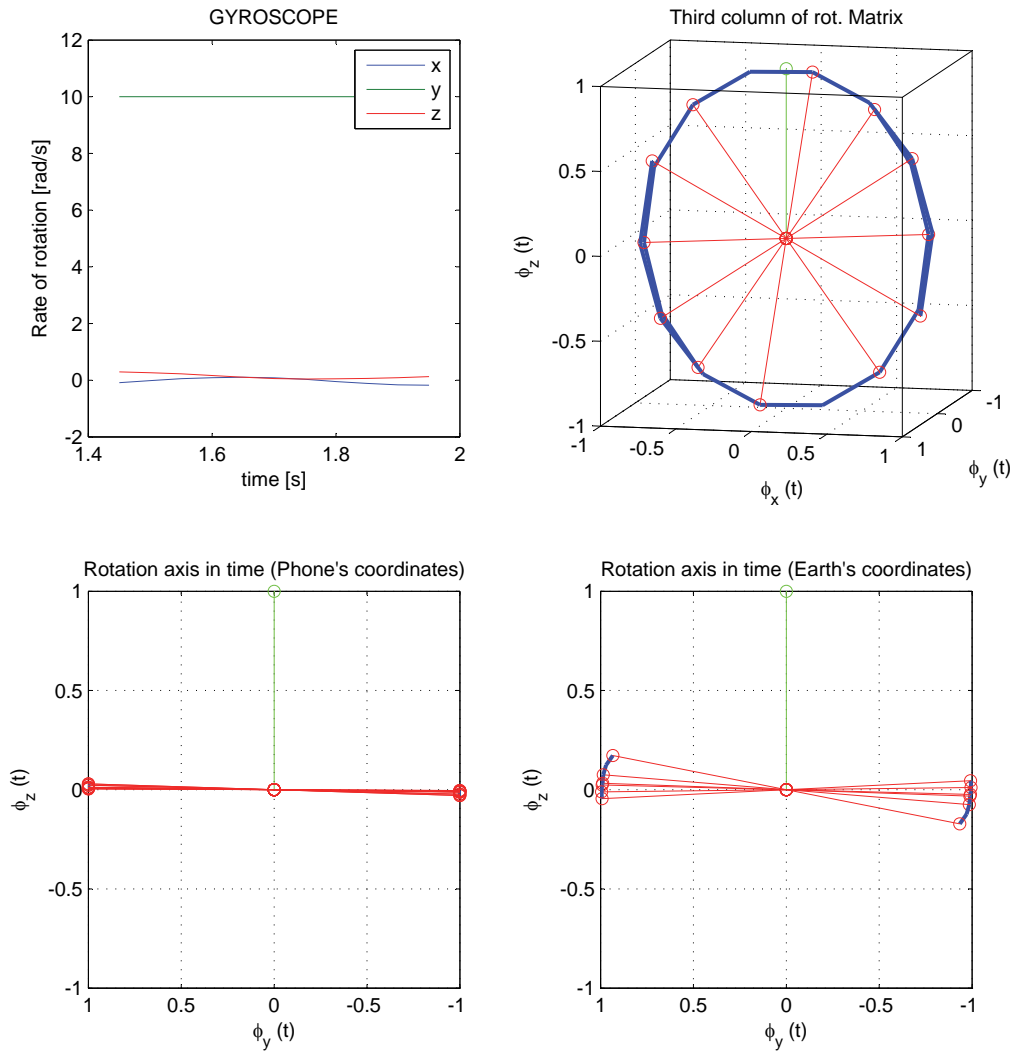 GYROSCOPE
12
10
8
6
4
2
0
-2
1.4
1.6
1.8
2
Rate of rotation [rad/s]
time [s]
x
y
z
Third column of rot. Matrix
1
0.5
0
-0.5
-1
-1
-0.5
0
0.5
1
1
0
-1
ϕz (t)
ϕx (t)
ϕy (t)
Rotation axis in time (Phone's coordinates)
1
0.5
0
-0.5
-1
1
0.5
0
-0.5
-1
ϕz (t)
ϕy (t)
Rotation axis in time (Earth's coordinates)
1
0.5
0
-0.5
-1
1
0.5
0
-0.5
-1
ϕz (t)
ϕy (t)